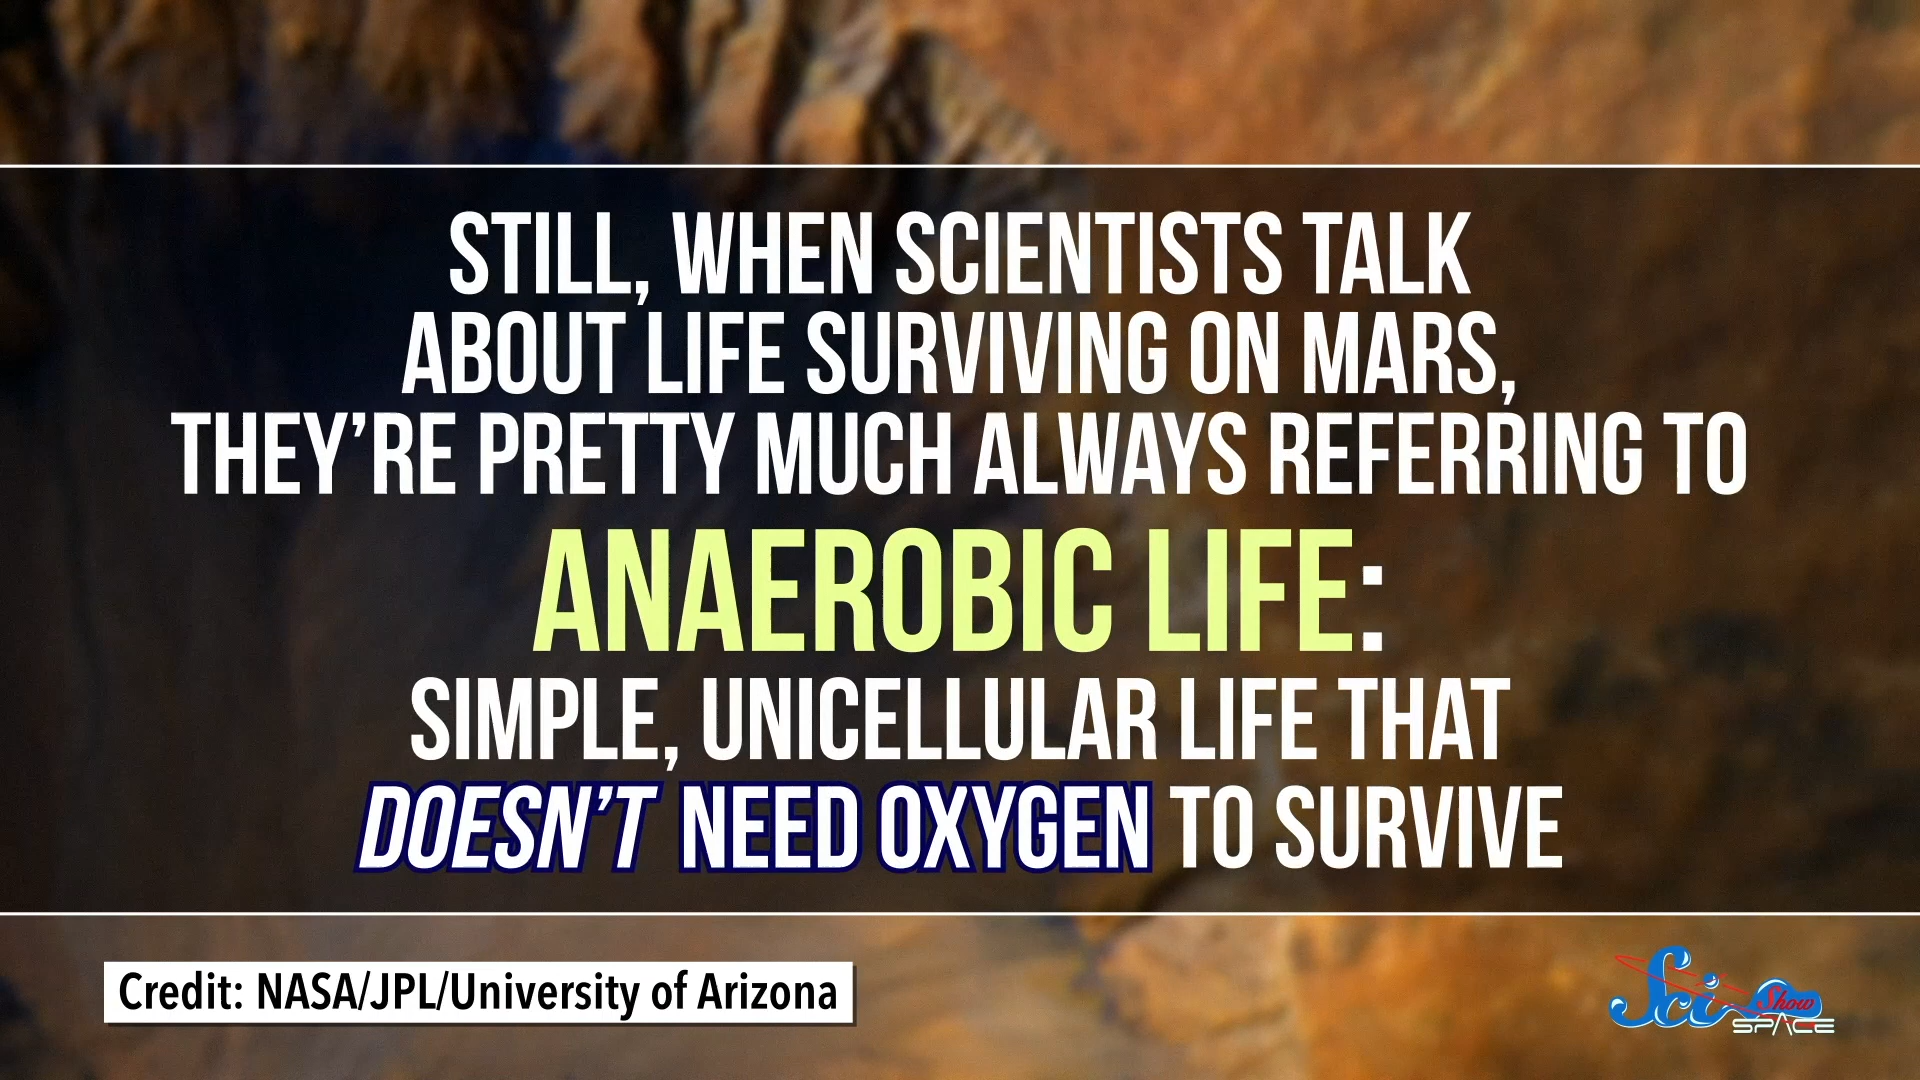 STILL, WHEN SCIENTISTS TALK
ABOUT LIFE SURVIVING ON MARS,
THEY'RE PRETTY MUCH ALWAYS REFERRING TO
ANAEROBIC LIFE:
SIMPLE, UNICELLULAR LIFE THAT
DOESN'T NEED OXYGEN TO SURVIVE
Credit: NASA/JPL/University of Arizona
Sci Show
SPACE